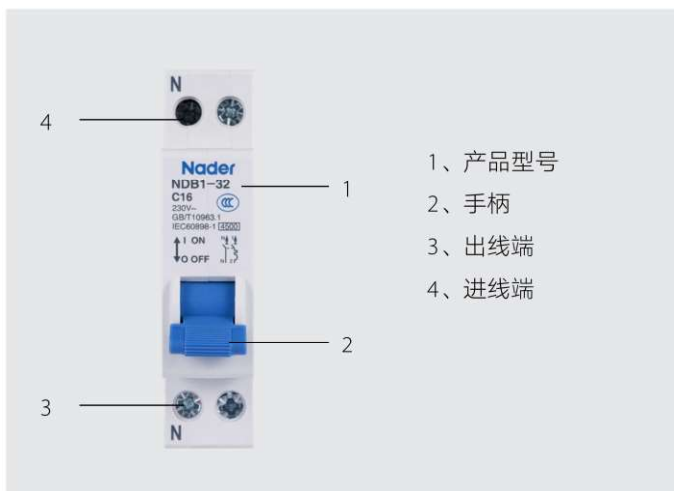 N
4
Nader
NDB1-32
C16
230V~
GB/T10963.1
IEC60898-1 4500
I ON
O OFF
1
2
3
N
1、产品型号
2、手柄
3、出线端
4、进线端